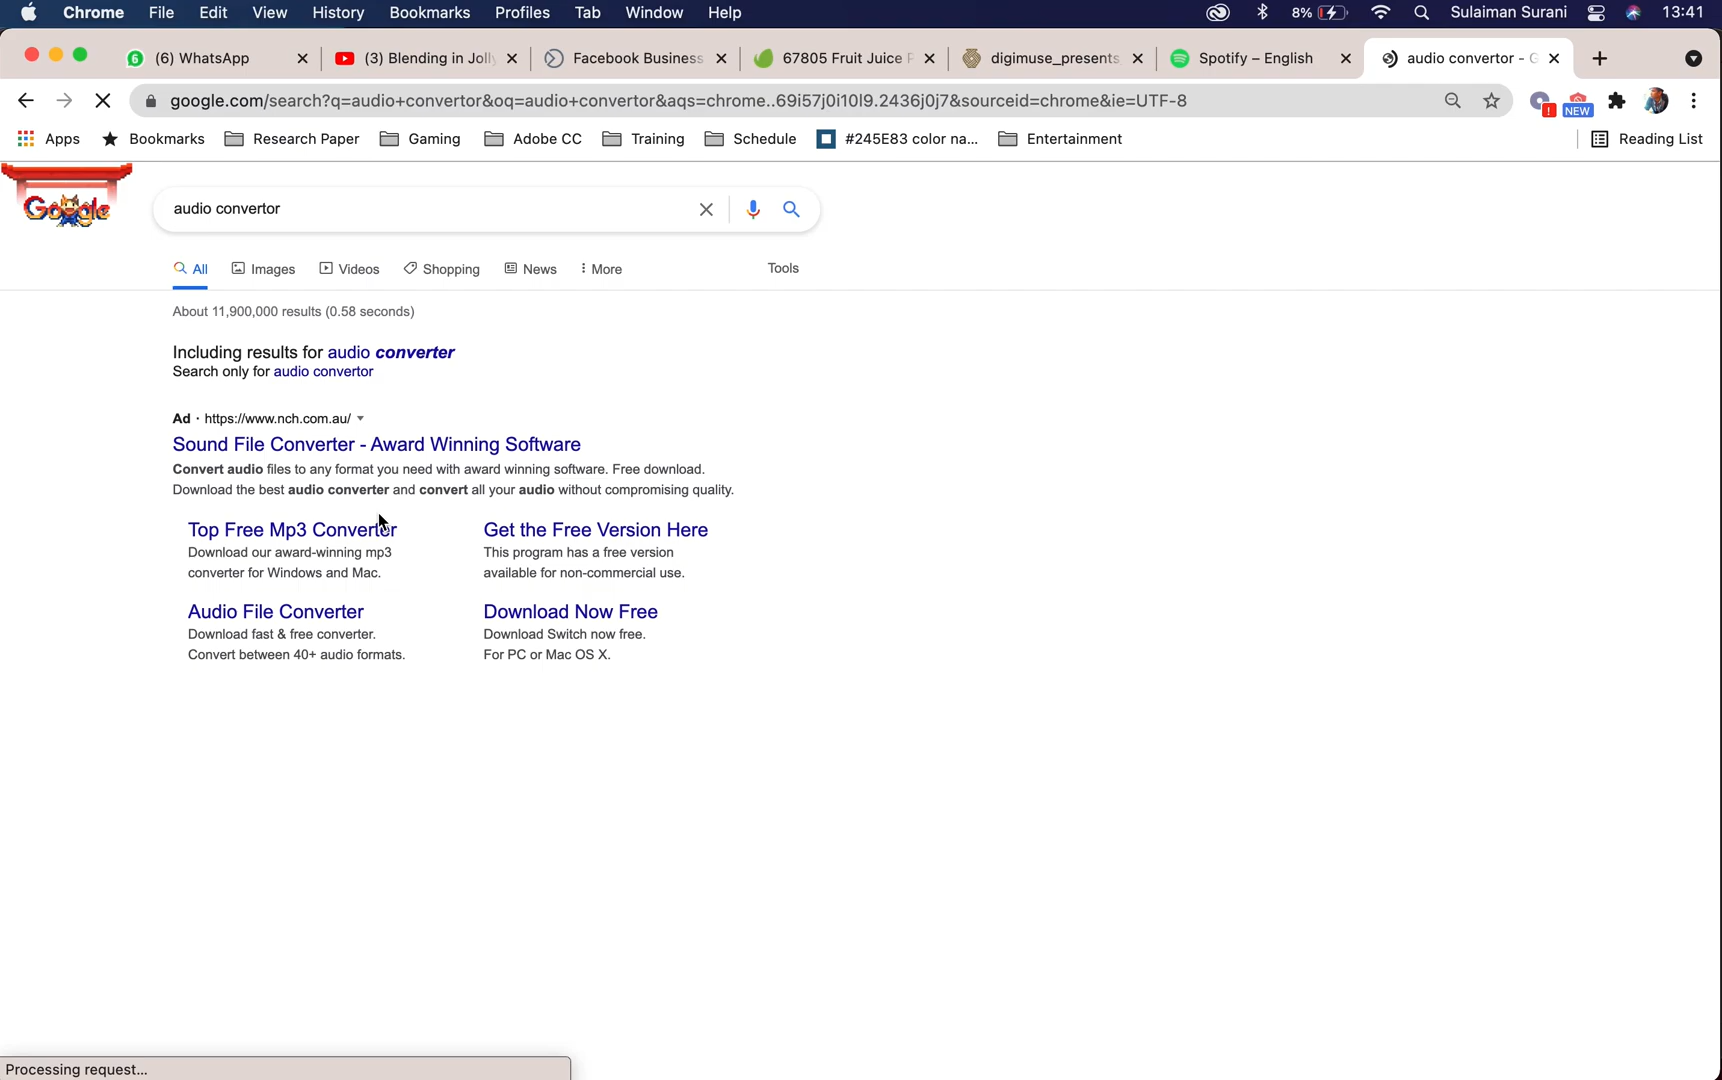 Chrome File Edit View History Bookmarks Profiles Tab Window Help 8% Sulaiman Surani 13:41
6 (6) WhatsApp (3) Blending in Jolly Facebook Business 67805 Fruit Juice digimuse_presents Spotify – English audio convertor - G
google.com/search?q=audio+convertor&oq=audio+convertor&aqs=chrome..69i57j0i10l9.2436j0j7&sourceid=chrome&ie=UTF-8 ! NEW
Apps Bookmarks Research Paper Gaming Adobe CC Training Schedule #245E83 color na... Entertainment Reading List
Google audio convertor
All Images Videos Shopping News More Tools
About 11,900,000 results (0.58 seconds)
Including results for audio converter
Search only for audio convertor
Ad · https://www.nch.com.au/
Sound File Converter - Award Winning Software
Convert audio files to any format you need with award winning software. Free download.
Download the best audio converter and convert all your audio without compromising quality.
Top Free Mp3 Converter
Download our award-winning mp3
converter for Windows and Mac.
Get the Free Version Here
This program has a free version
available for non-commercial use.
Audio File Converter
Download fast & free converter.
Convert between 40+ audio formats.
Download Now Free
Download Switch now free.
For PC or Mac OS X.
Processing request...